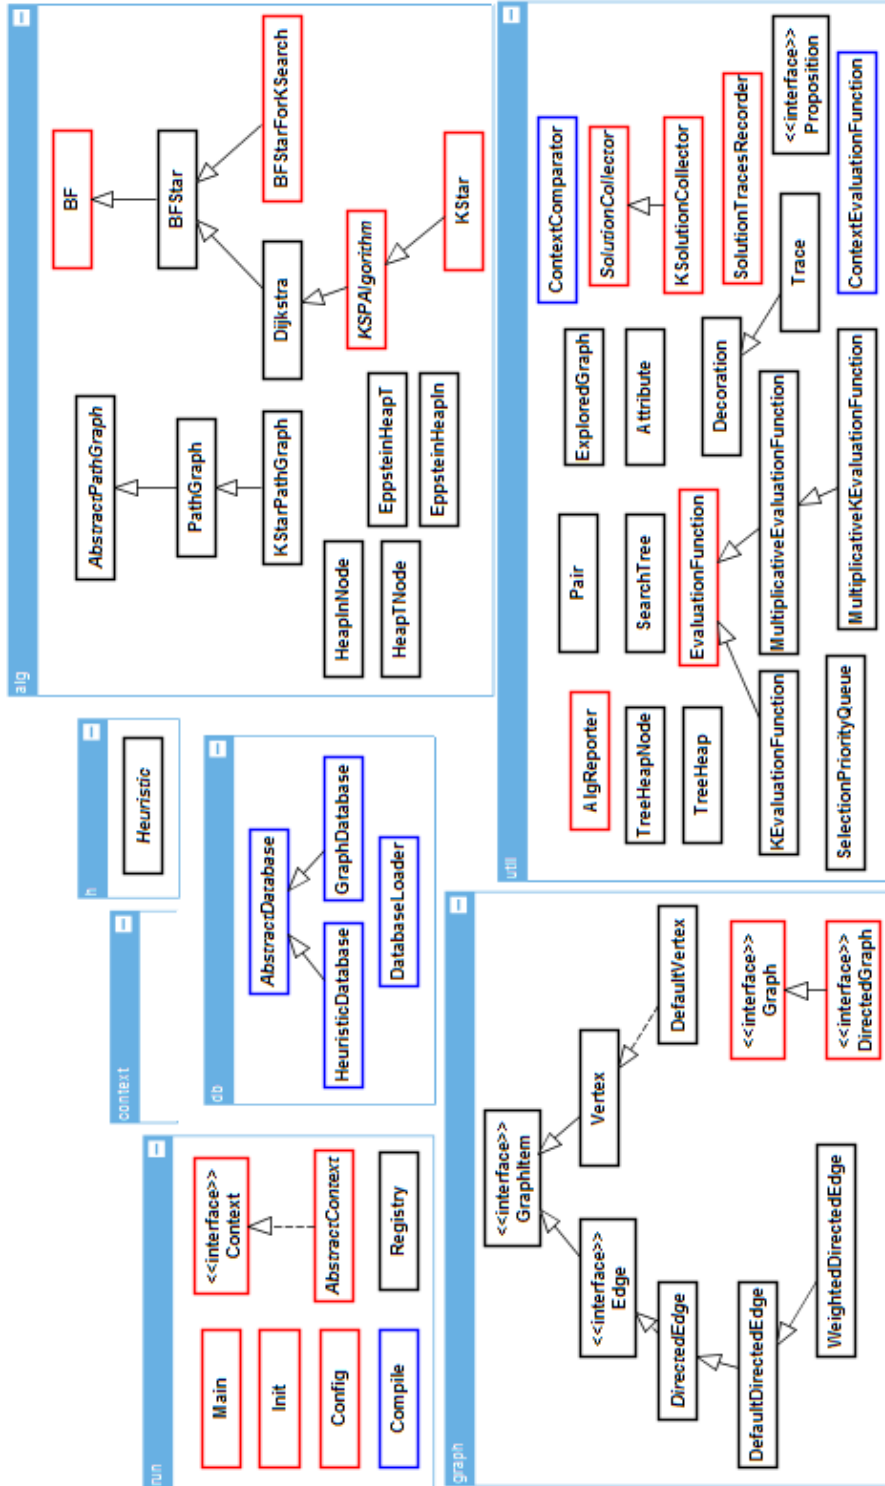 run
Main
Init
Config
Compile
<<interface>>
Context
AbstractContext
Registry
context
h
Heuristic
db
AbstractDatabase
HeuristicDatabase
GraphDatabase
DatabaseLoader
alg
AbstractPathGraph
PathGraph
KStarPathGraph
HeapInNode
HeapTNode
EppsteinHeapT
EppsteinHeapIn
BF
BFStar
Dijkstra
BFStarForKSearch
KSPAlgorithm
KStar
graph
<<interface>>
GraphItem
<<interface>>
Edge
Vertex
DirectedEdge
DefaultVertex
DefaultDirectedEdge
WeightedDirectedEdge
<<interface>>
Graph
<<interface>>
DirectedGraph
util
AlgReporter
TreeHeapNode
TreeHeap
Pair
SearchTree
ExploredGraph
Attribute
ContextComparator
SolutionCollector
KSolutionCollector
SolutionTracesRecorder
<<interface>>
Proposition
EvaluationFunction
KEvaluationFunction
MultiplicativeEvaluationFunction
MultiplicativeKEvaluationFunction
SelectionPriorityQueue
Decoration
Trace
ContextEvaluationFunction